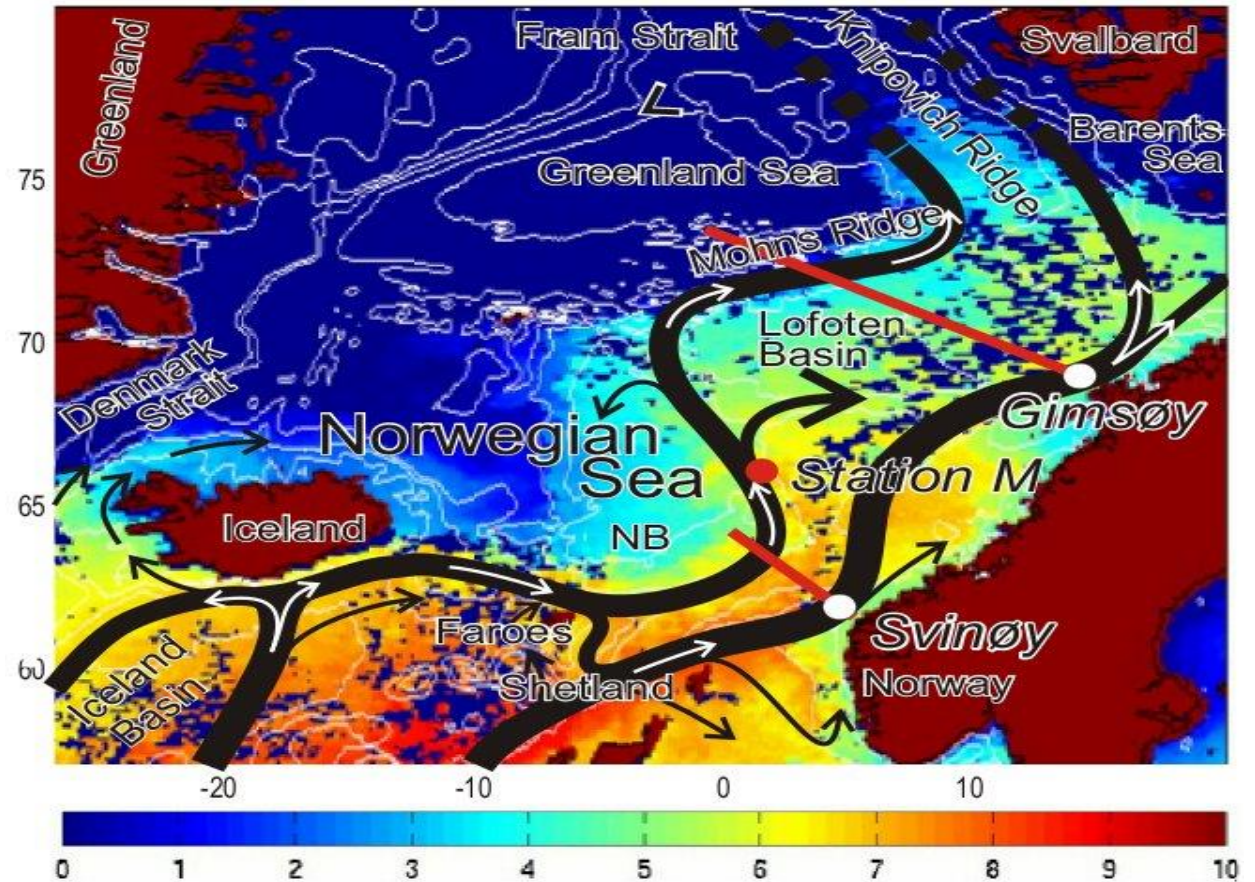 Greenland
Fram Strait
Knipovich Ridge
Svalbard
Barents
Sea
Greenland Sea
75
Mohns Ridge
70
Lofoten
Basin
Denmark
Strait
Gimsøy
Norwegian
Sea
Station M
65
Iceland
NB
Faroes
Svinøy
60
Iceland
Basin
Shetland
Norway
-20
-10
0
10
0
1
2
3
4
5
6
7
8
9
10